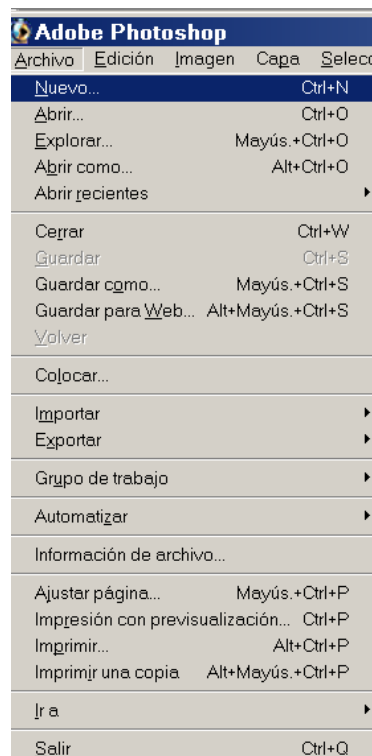 Adobe Photoshop
Archivo Edición Imagen Capa Selecc
Nuevo... Ctrl+N
Abrir... Ctrl+O
Explorar... Mayús.+Ctrl+O
Abrir como... Alt+Ctrl+O
Abrir recientes
Cerrar Ctrl+W
Guardar Ctrl+S
Guardar como... Mayús.+Ctrl+S
Guardar para Web... Alt+Mayús.+Ctrl+S
Volver
Colocar...
Importar
Exportar
Grupo de trabajo
Automatizar
Información de archivo...
Ajustar página... Mayús.+Ctrl+P
Impresión con previsualización... Ctrl+P
Imprimir... Alt+Ctrl+P
Imprimir una copia Alt+Mayús.+Ctrl+P
Ir a
Salir Ctrl+Q